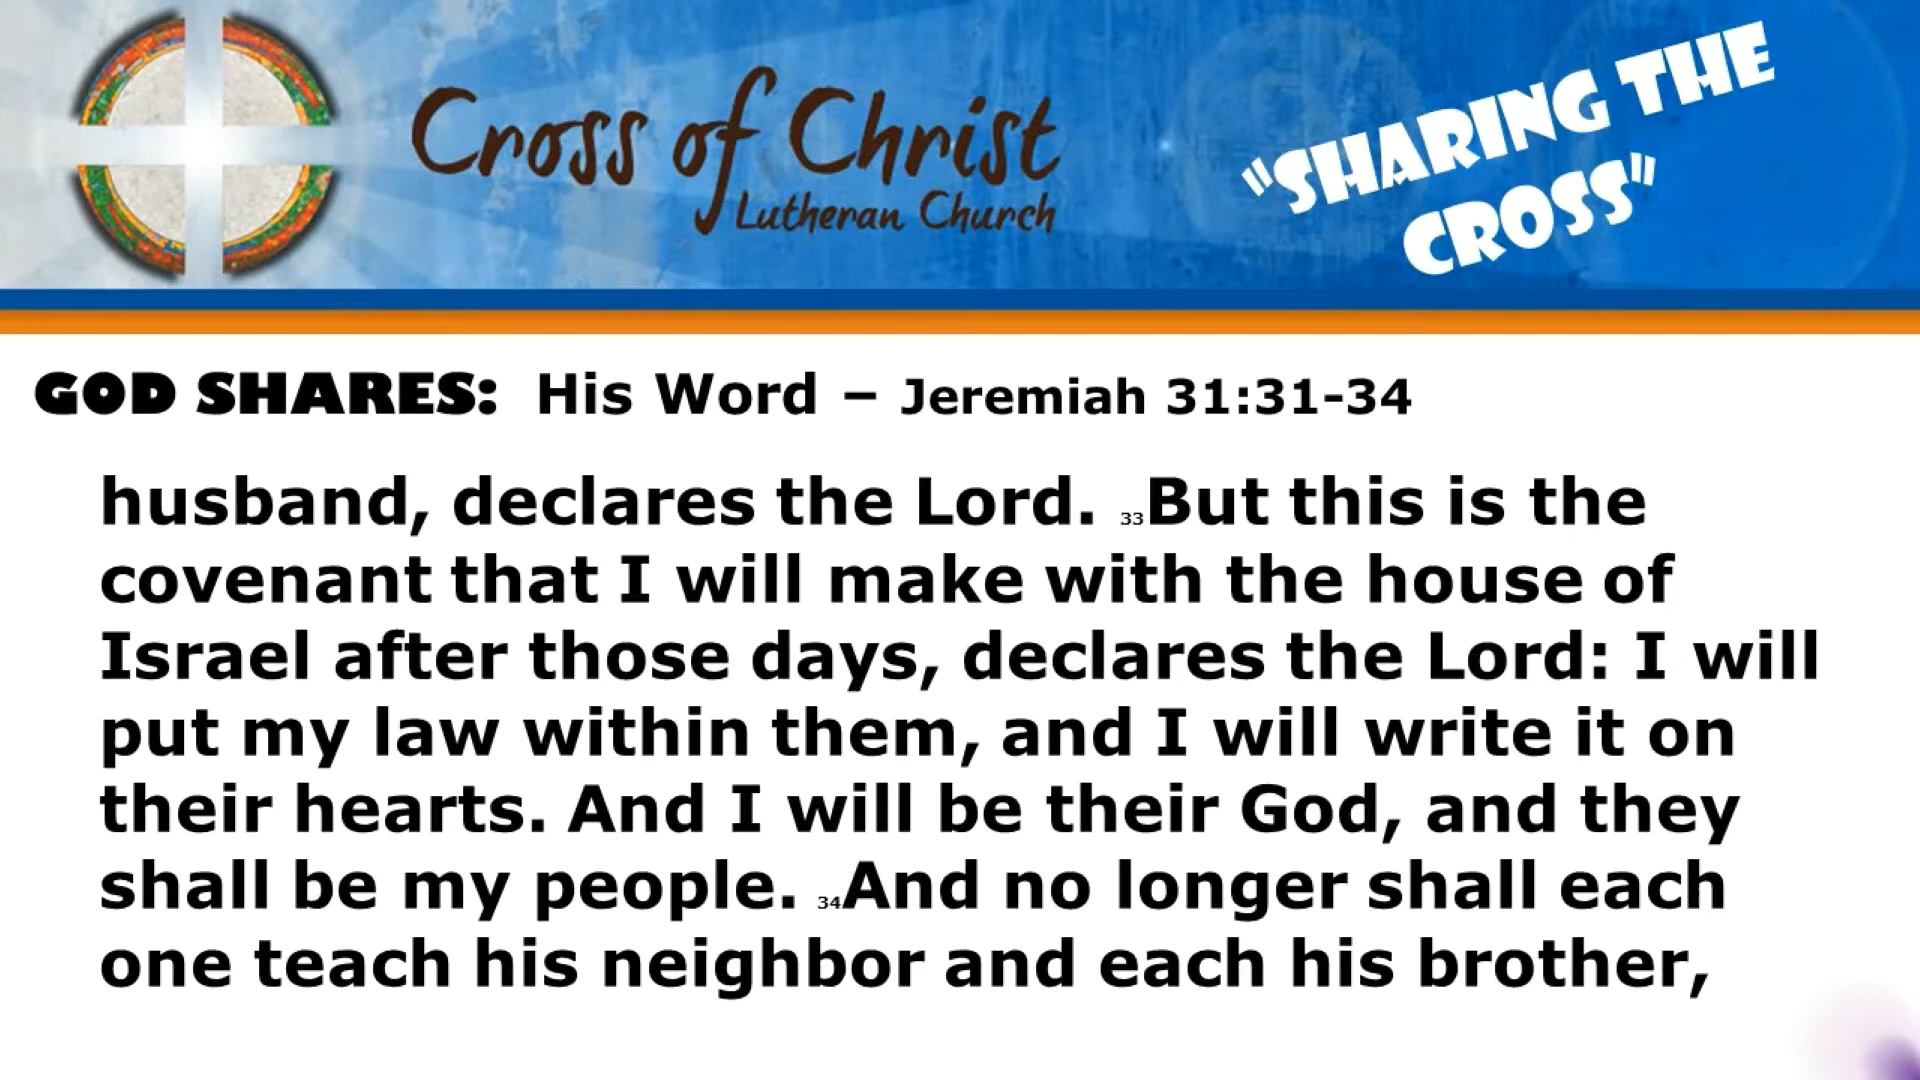 Cross of Christ
Lutheran Church
"SHARING THE
CROSS"
GOD SHARES: His Word – Jeremiah 31:31-34
husband, declares the Lord. 33But this is the
covenant that I will make with the house of
Israel after those days, declares the Lord: I will
put my law within them, and I will write it on
their hearts. And I will be their God, and they
shall be my people. 34And no longer shall each
one teach his neighbor and each his brother,